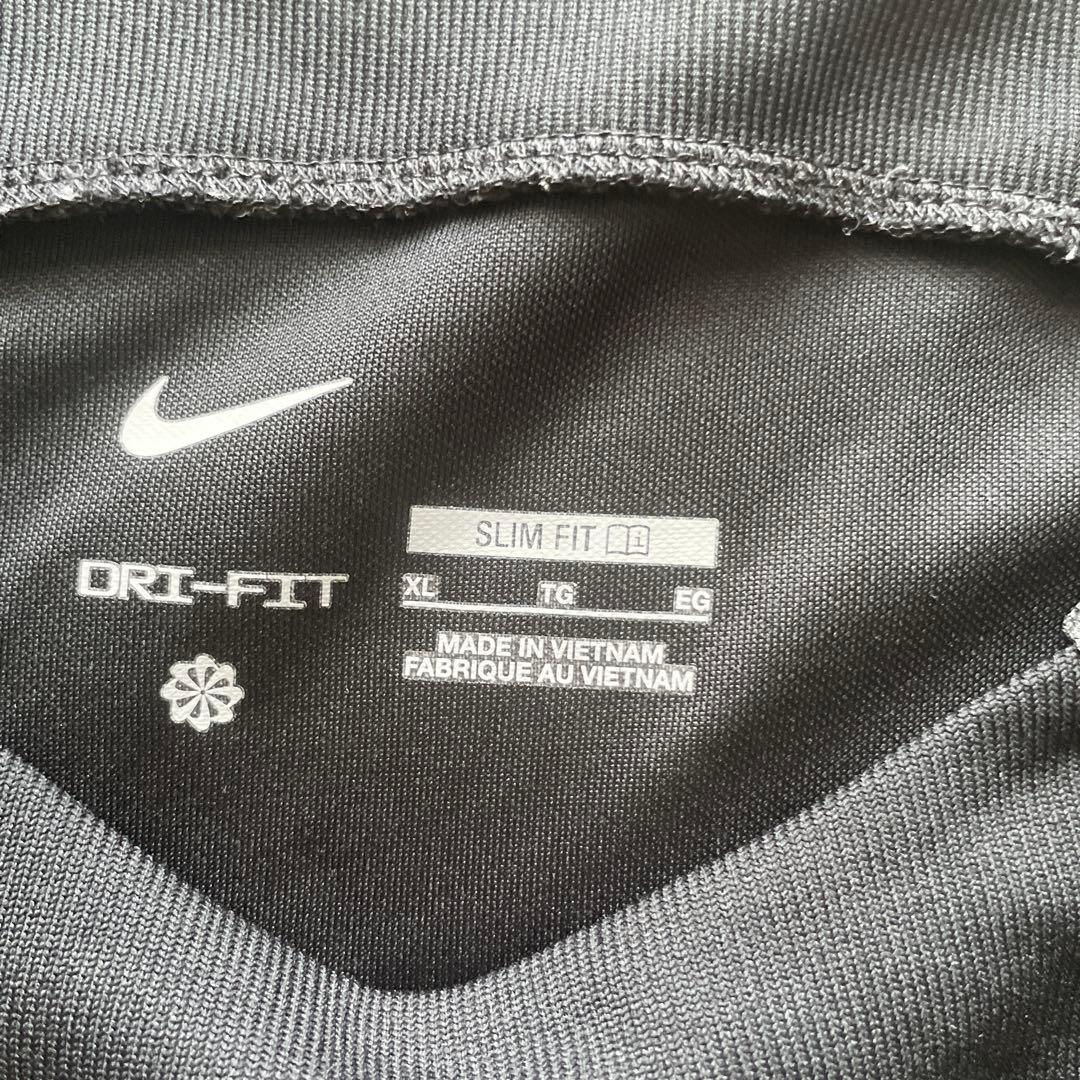 DRI-FIT
SLIM FIT
XL TG EG
MADE IN VIETNAM
FABRIQUE AU VIETNAM